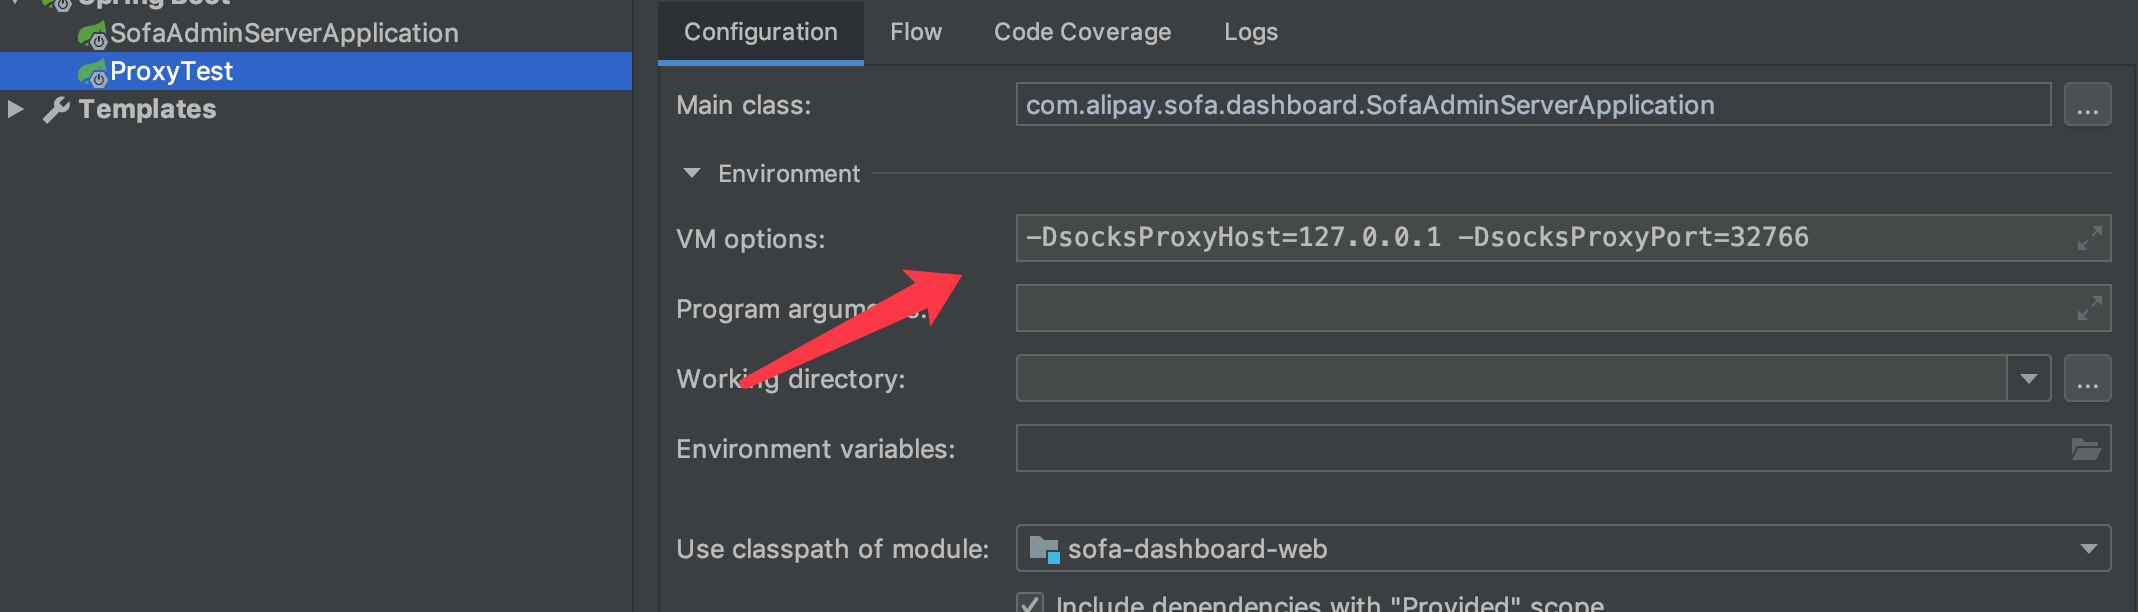 Spring Boot
SofaAdminServerApplication
ProxyTest
Templates
Configuration Flow Code Coverage Logs
Main class: com.alipay.sofa.dashboard.SofaAdminServerApplication ...
Environment
VM options: -DsocksProxyHost=127.0.0.1 -DsocksProxyPort=32766
Program arguments:
Working directory: ...
Environment variables:
Use classpath of module: sofa-dashboard-web
Include dependencies with "Provided" scope